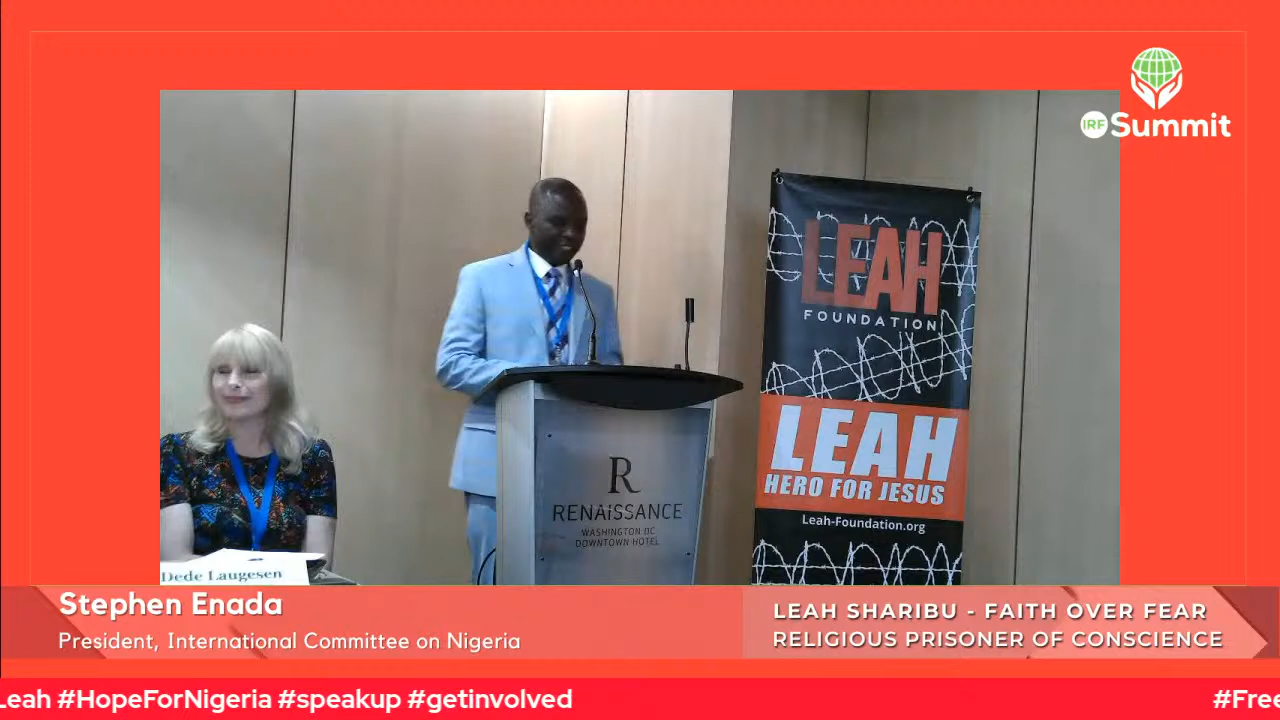 IRF Summit
LEAH
FOUNDATION
LEAH
HERO FOR JESUS
Leah-Foundation.org
R
RENAISSANCE
WASHINGTON DC
DOWNTOWN HOTEL
Dede Laugesen
Stephen Enada
President, International Committee on Nigeria
LEAH SHARIBU - FAITH OVER FEAR
RELIGIOUS PRISONER OF CONSCIENCE
Leah #HopeForNigeria #speakup #getinvolved
#Free